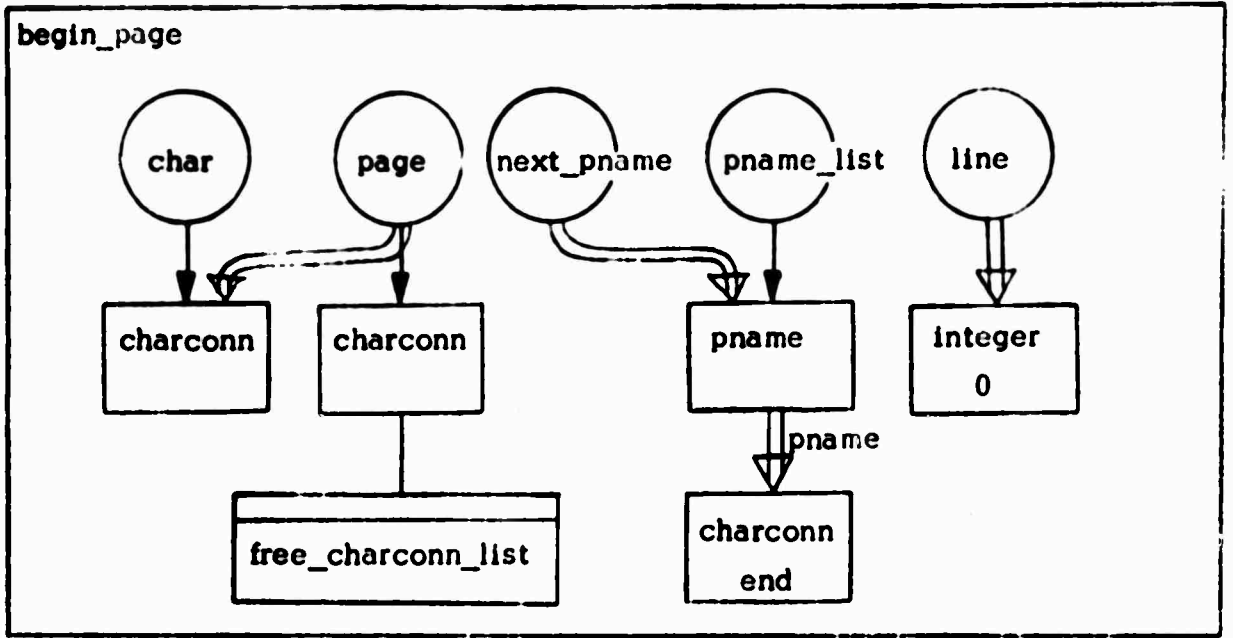 begin_page
char
page
next_pname
pname_list
line
charconn
charconn
pname
integer
0
pname
free_charconn_list
charconn
end